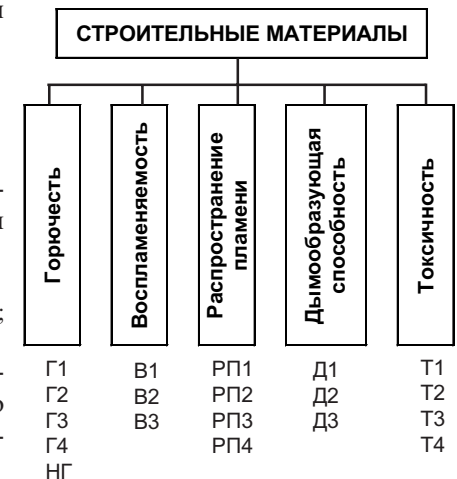 СТРОИТЕЛЬНЫЕ МАТЕРИАЛЫ
Горючесть
Воспламеняемость
Распространение
пламени
Дымообразующая
способность
Токсичность
Г1
Г2
Г3
Г4
НГ
В1
В2
В3
РП1
РП2
РП3
РП4
Д1
Д2
Д3
Т1
Т2
Т3
Т4